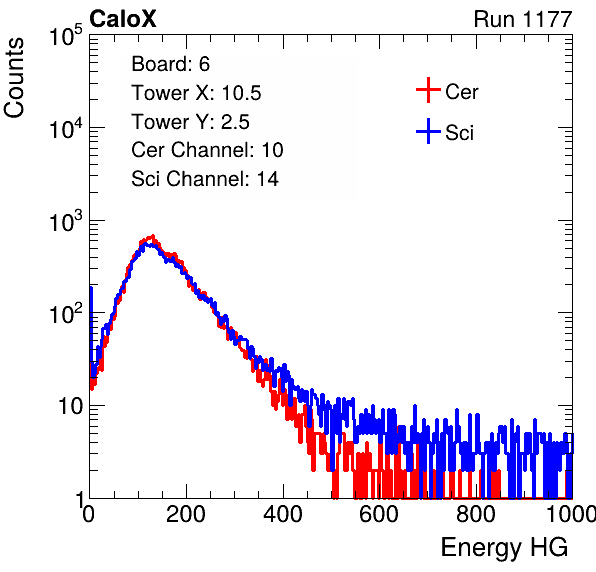 CaloX Run 1177
Counts
10^5
10^4
10^3
10^2
10
1
Board: 6
Tower X: 10.5
Tower Y: 2.5
Cer Channel: 10
Sci Channel: 14
Cer
Sci
0 200 400 600 800 1000
Energy HG